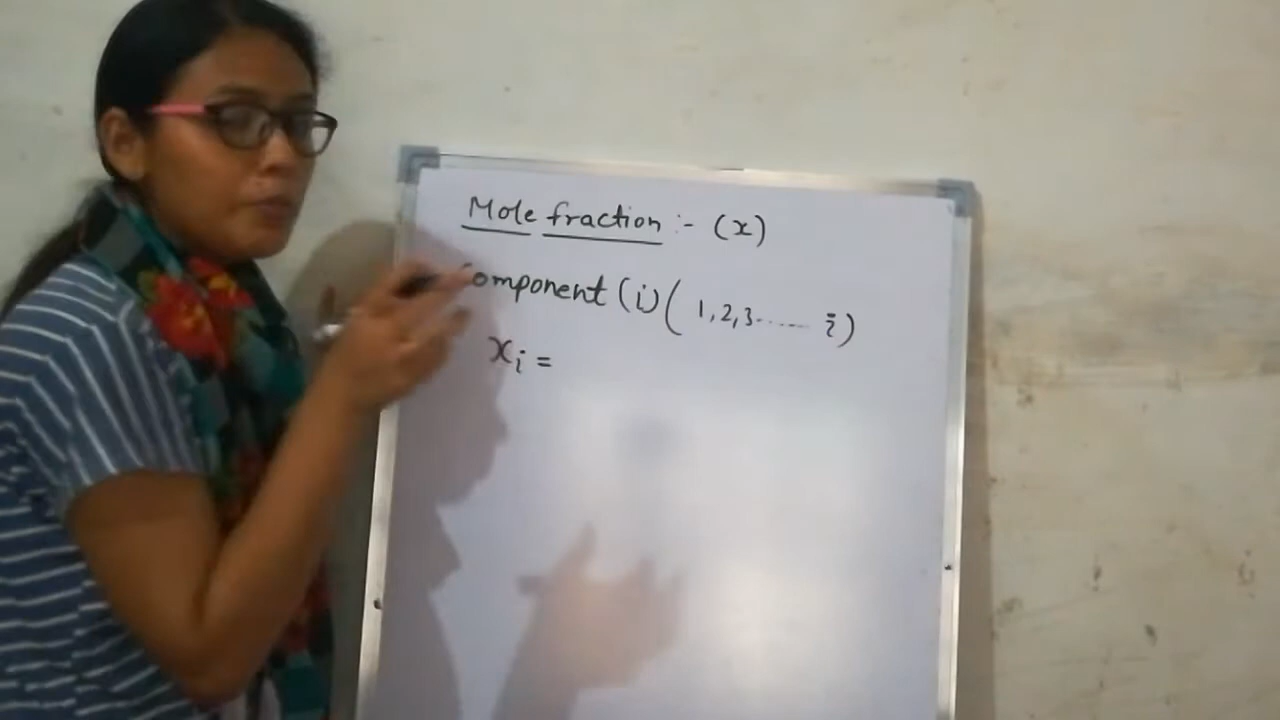 Mole fraction :- (x)
Component (i) ( 1, 2, 3 ....... i )
xi =